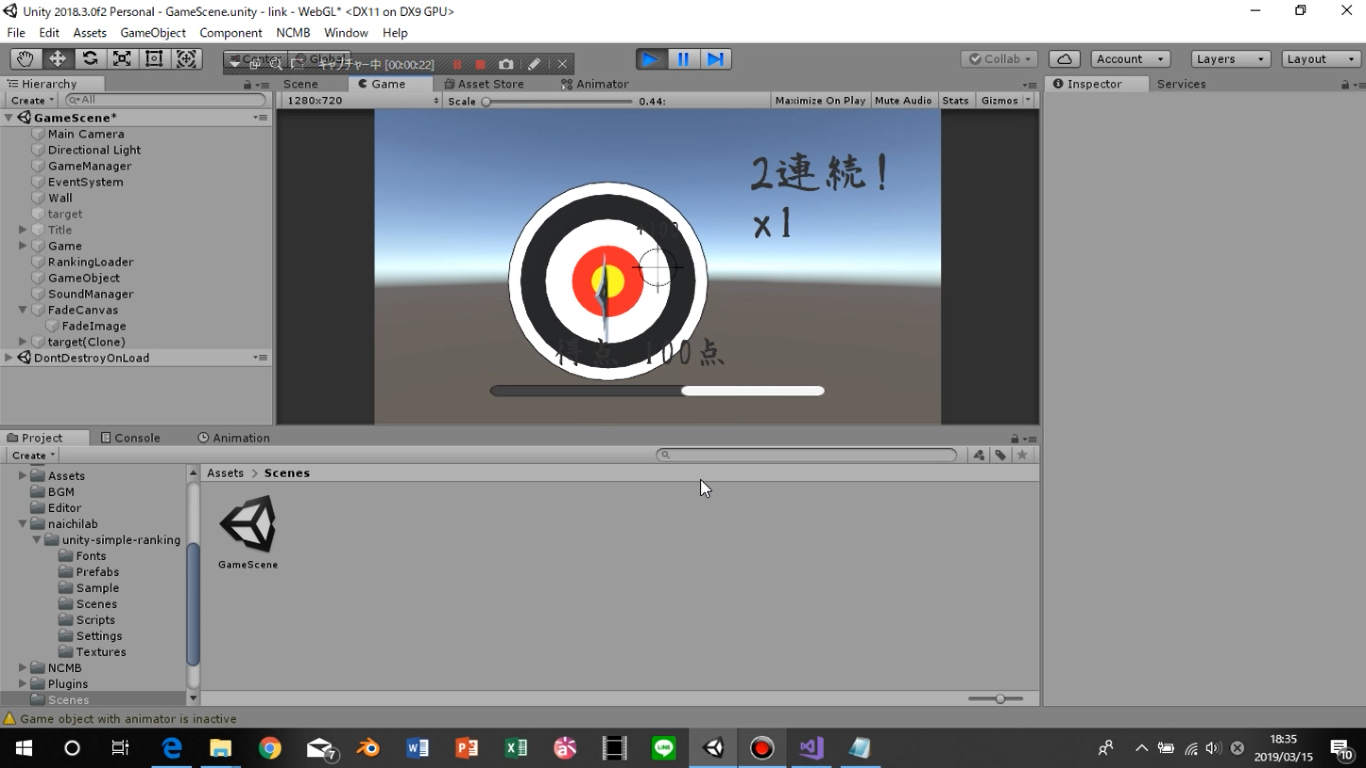 Unity 2018.3.0f2 Personal - GameScene.unity - link - WebGL* <DX11 on DX9 GPU>
File Edit Assets GameObject Component NCMB Window Help
キャプチャー中 [00:00:22]
Collab Account Layers Layout
Hierarchy
Scene Game Asset Store Animator
Inspector Services
Create All
1280x720 Scale 0.44: Maximize On Play Mute Audio Stats Gizmos
GameScene*
Main Camera
Directional Light
GameManager
EventSystem
Wall
target
Title
Game
RankingLoader
GameObject
SoundManager
FadeCanvas
FadeImage
target(Clone)
DontDestroyOnLoad
2連続!
x1
得点 100点
Project Console Animation
Create
Assets
BGM
Editor
naichilab
unity-simple-ranking
Fonts
Prefabs
Sample
Scenes
Scripts
Settings
Textures
NCMB
Plugins
Scenes
Assets > Scenes
GameScene
Game object with animator is inactive
7
LINE
18:35
2019/03/15
10